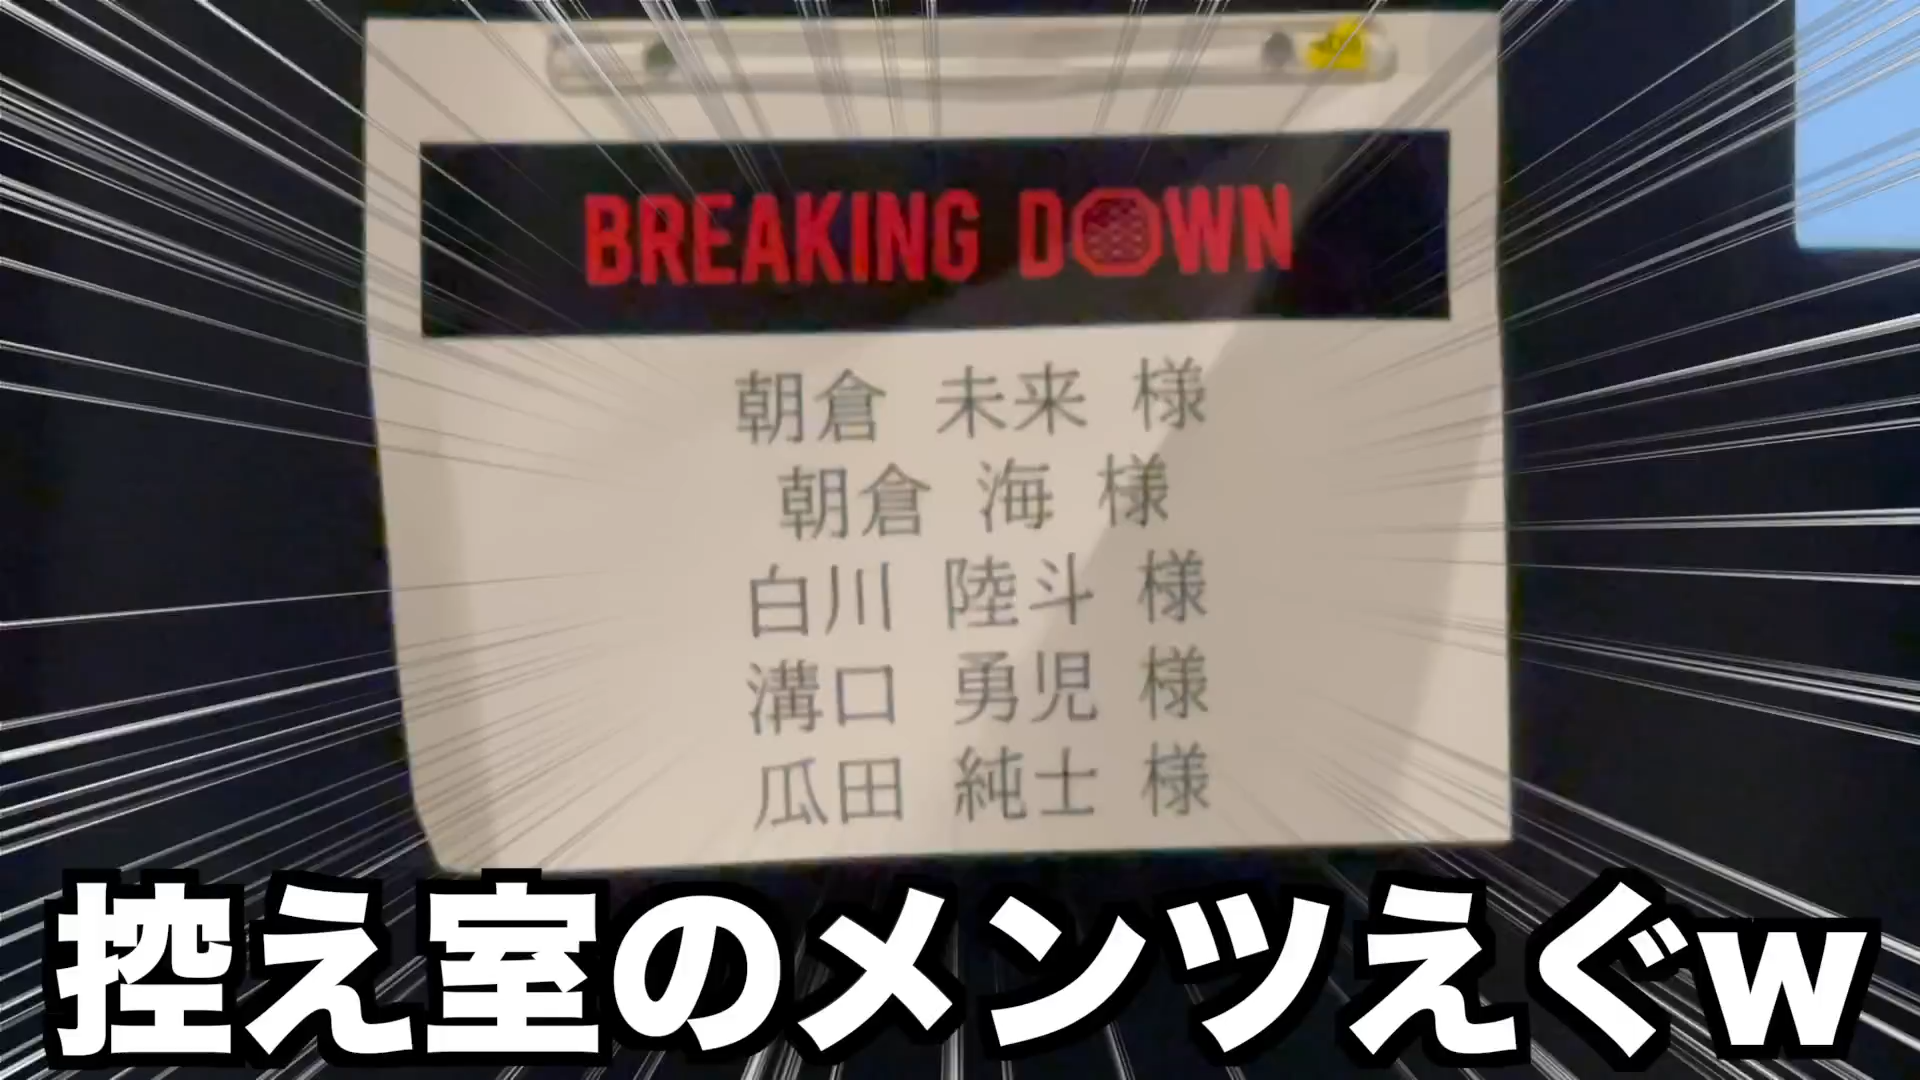 BREAKING DOWN
朝倉 未来 様
朝倉 海 様
白川 陸斗 様
溝口 勇児 様
瓜田 純士 様
控え室のメンツえぐw